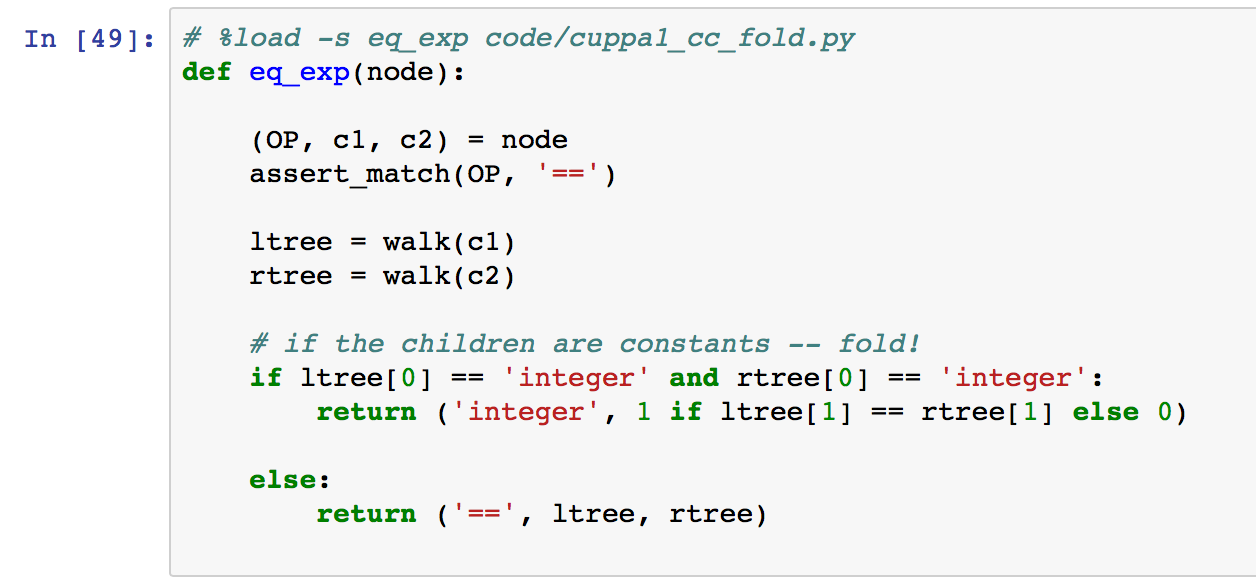 In [49]: # %load -s eq_exp code/cuppa1_cc_fold.py
def eq_exp(node):
(OP, c1, c2) = node
assert_match(OP, '==')
ltree = walk(c1)
rtree = walk(c2)
# if the children are constants -- fold!
if ltree[0] == 'integer' and rtree[0] == 'integer':
return ('integer', 1 if ltree[1] == rtree[1] else 0)
else:
return ('==', ltree, rtree)